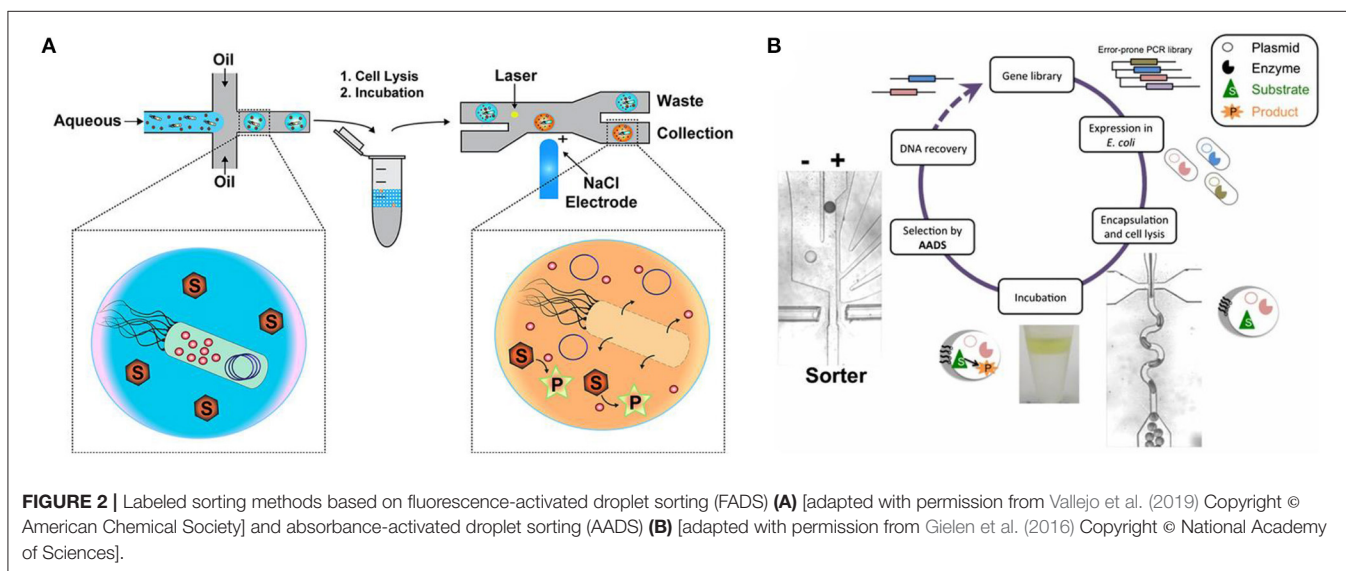 A
Oil
Aqueous
Oil
1. Cell Lysis
2. Incubation
Laser
Waste
Collection
+
NaCl
Electrode
S
S
S
S
S
S
P
P
B
Error-prone PCR library
Plasmid
Enzyme
S Substrate
P Product
Gene library
Expression in
E. coli
Encapsulation
and cell lysis
Incubation
Selection by
AADS
DNA recovery
- +
Sorter
S
P
S
FIGURE 2 | Labeled sorting methods based on fluorescence-activated droplet sorting (FADS) (A) [adapted with permission from Vallejo et al. (2019) Copyright ©
American Chemical Society] and absorbance-activated droplet sorting (AADS) (B) [adapted with permission from Gielen et al. (2016) Copyright © National Academy
of Sciences].